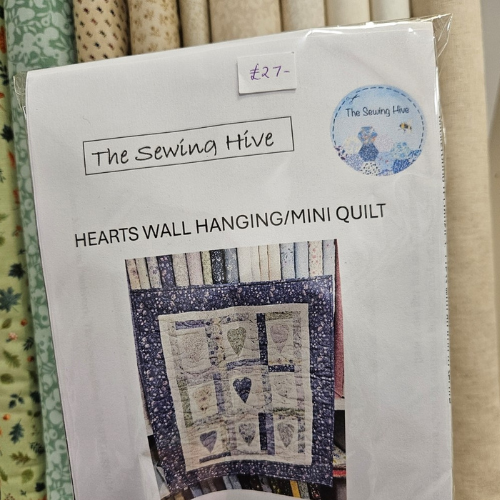 £27-
The Sewing Hive
The Sewing Hive
HEARTS WALL HANGING/MINI QUILT